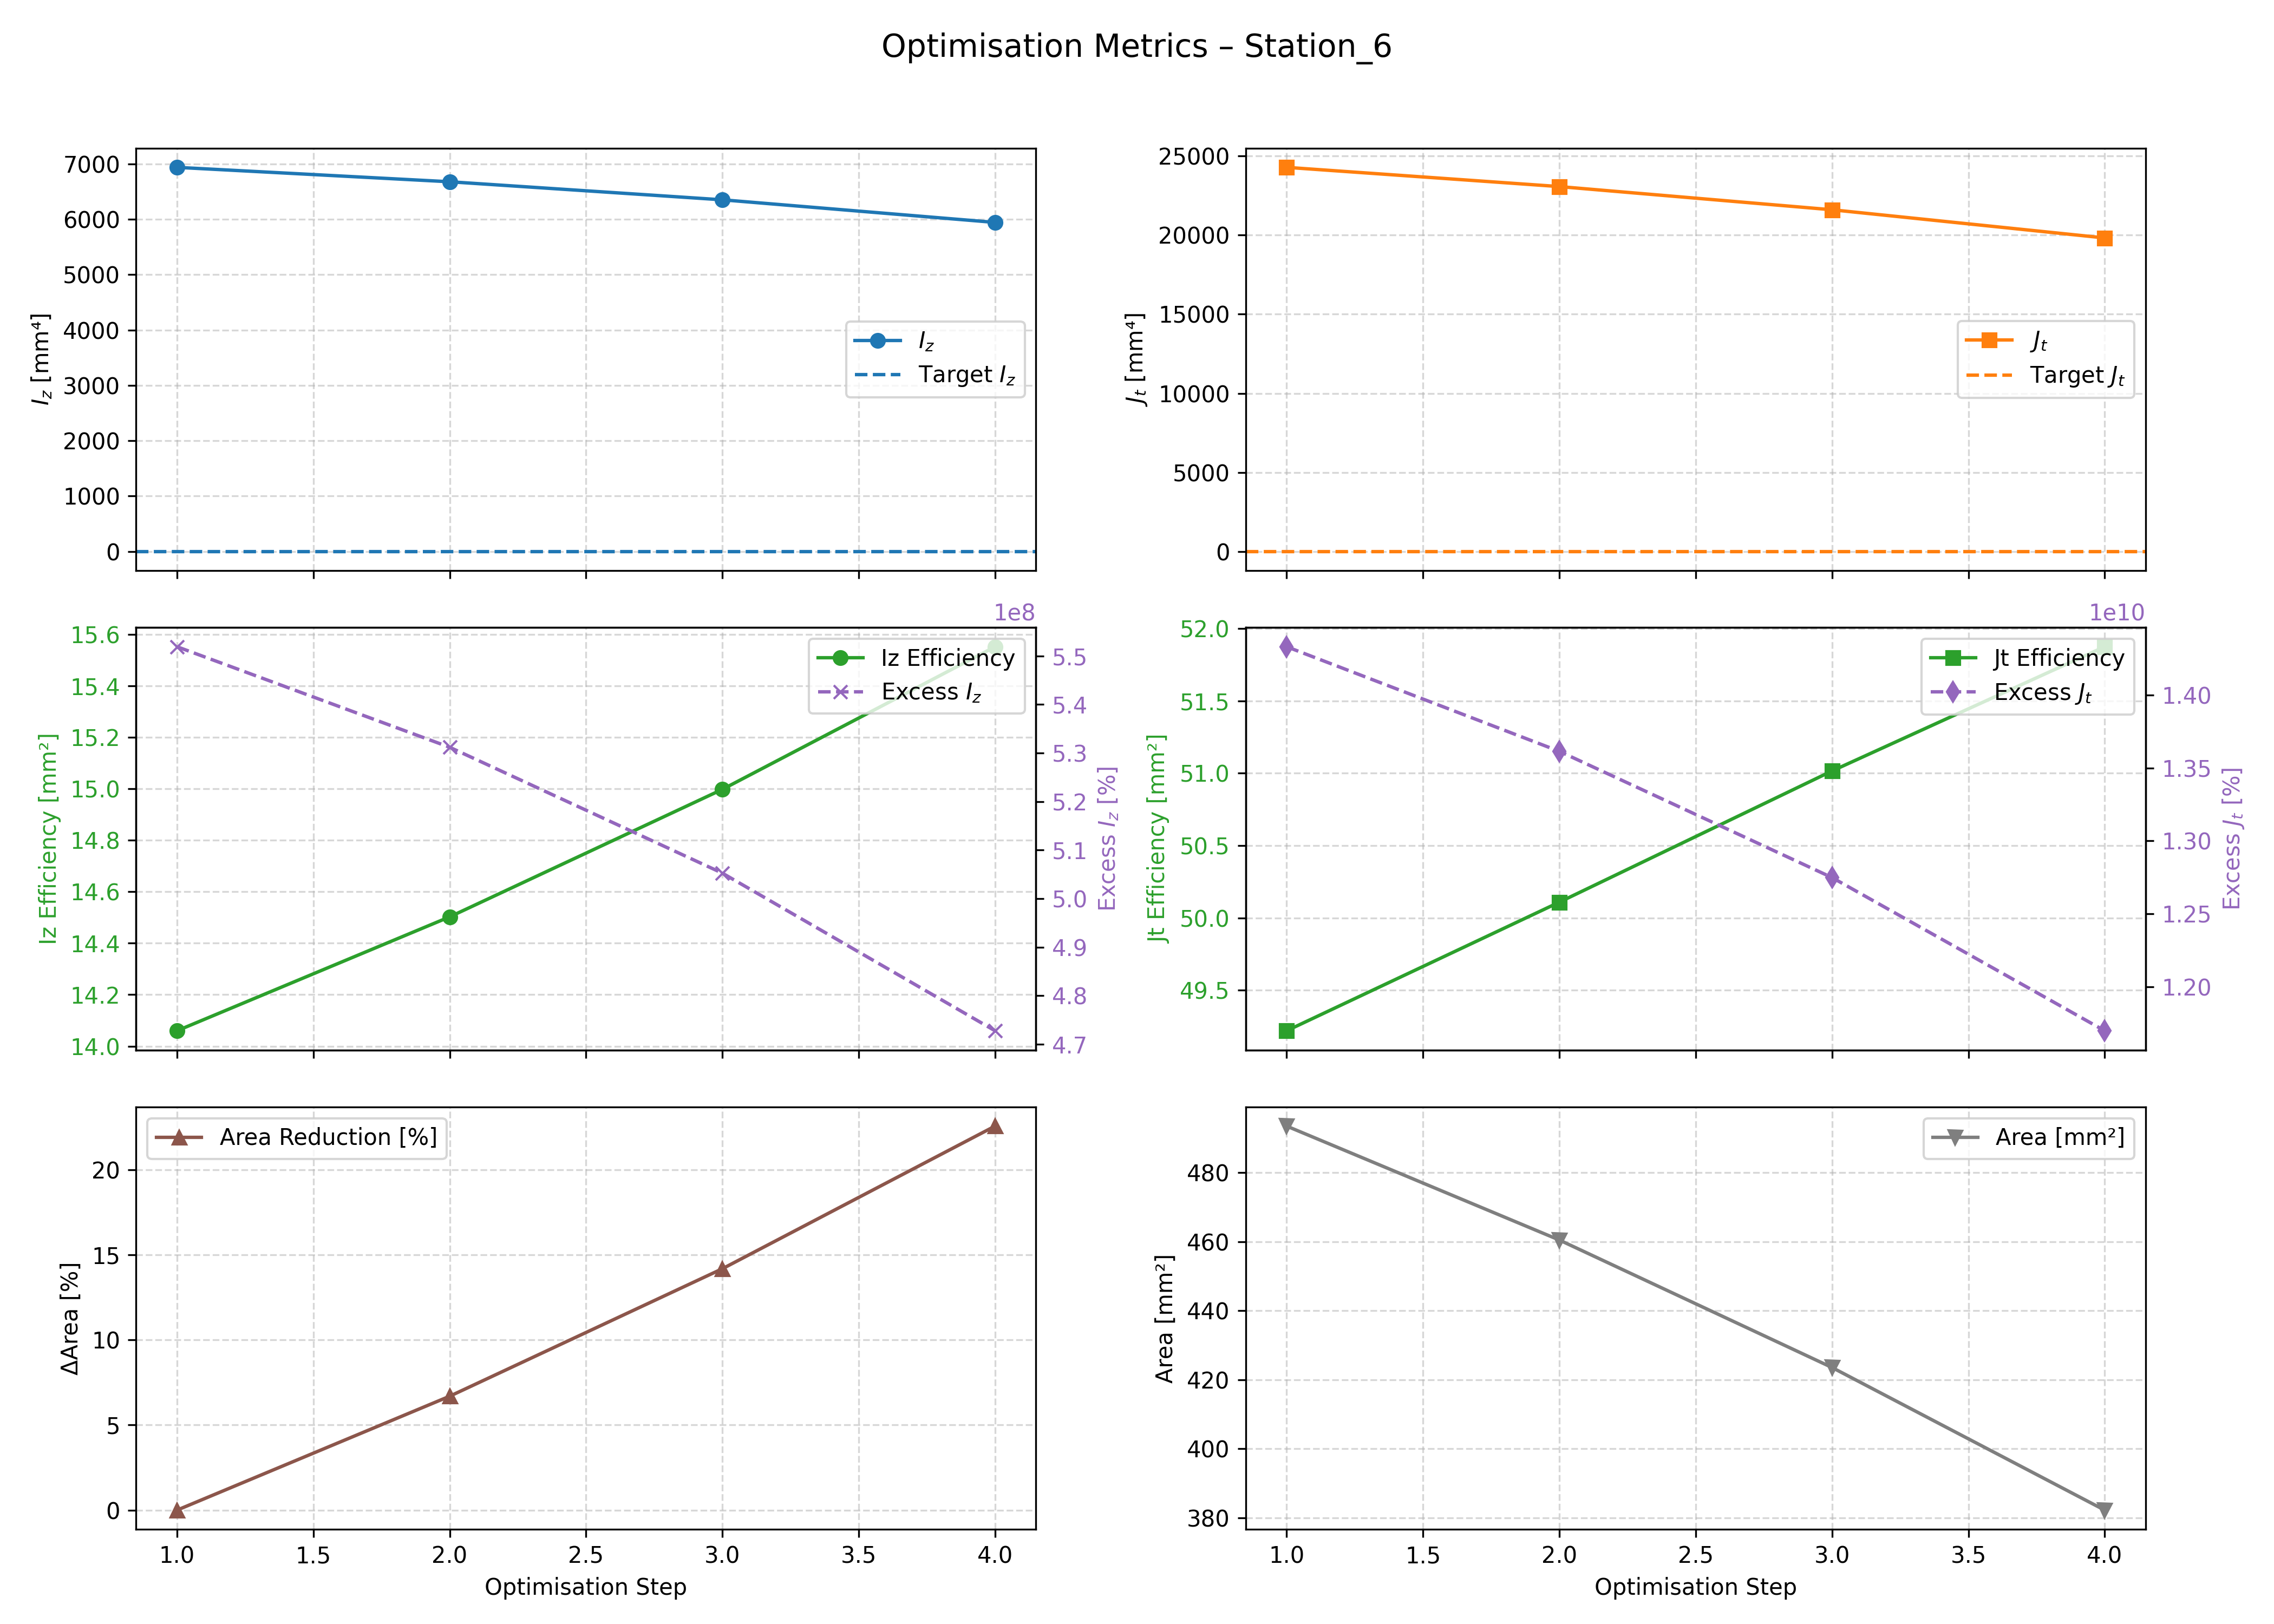 Optimisation Metrics – Station_6
7000
6000
5000
4000
3000
2000
1000
0
I_z [mm⁴]
I_z
Target I_z
25000
20000
15000
10000
5000
0
J_t [mm⁴]
J_t
Target J_t
1e8
15.6
15.4
15.2
15.0
14.8
14.6
14.4
14.2
14.0
Iz Efficiency [mm²]
Iz Efficiency
Excess I_z
5.5
5.4
5.3
5.2
5.1
5.0
4.9
4.8
4.7
Excess I_z [%]
1e10
52.0
51.5
51.0
50.5
50.0
49.5
Jt Efficiency [mm²]
Jt Efficiency
Excess J_t
1.40
1.35
1.30
1.25
1.20
Excess J_t [%]
Area Reduction [%]
20
15
10
5
0
ΔArea [%]
1.0 1.5 2.0 2.5 3.0 3.5 4.0
Optimisation Step
Area [mm²]
480
460
440
420
400
380
Area [mm²]
1.0 1.5 2.0 2.5 3.0 3.5 4.0
Optimisation Step